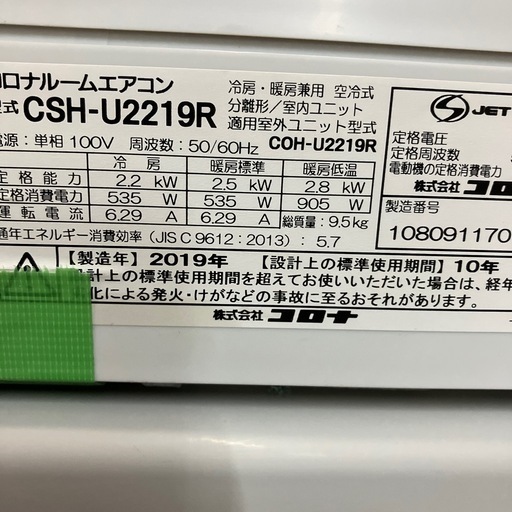 コロナルームエアコン
型式 CSH-U2219R
冷房・暖房兼用 空冷式
分離形/室内ユニット
適用室外ユニット型式
COH-U2219R
電源:単相100V 周波数:50/60Hz
冷房 暖房標準 暖房低温
定格能力 2.2 kW 2.5 kW 2.8 kW
定格消費電力 535 W 535 W 905 W
運転電流 6.29 A 6.29 A 総質量:9.5kg
通年エネルギー消費効率(JIS C 9612:2013):5.7
JET
定格電圧
定格周波数
電動機の定格消費電力
株式会社 コロナ
製造番号
108091170
【製造年】2019年 【設計上の標準使用期間】10年
設計上の標準使用期間を超えてお使いいただいた場合は、経年
化による発火・けがなどの事故に至るおそれがあります。
株式会社 コロナ